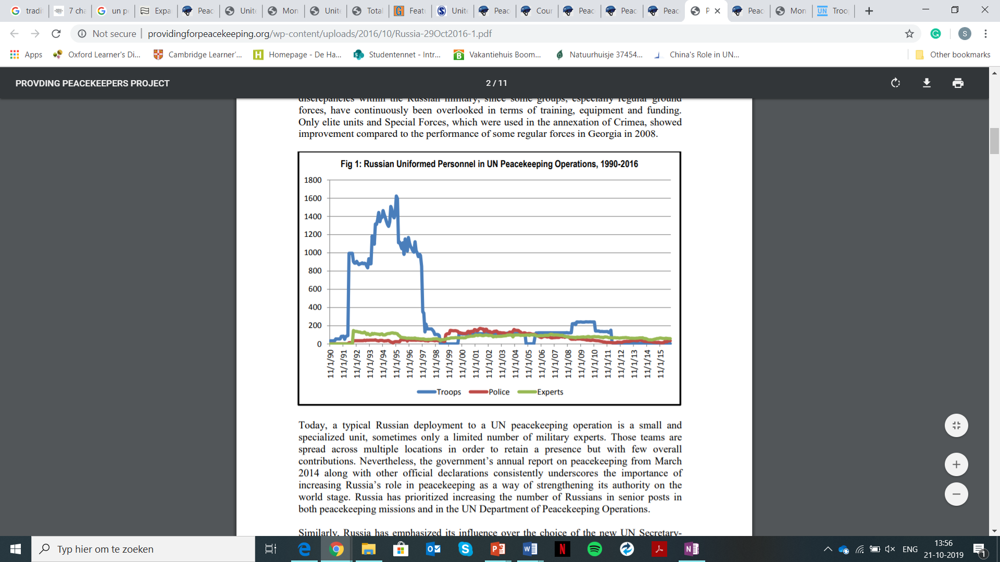 tradi
7 cha
un p
Expa
Peac
Unite
Mon
Unite
Total
Featu
Unite
Peac
Cour
Peac
Peac
Peac
P
Peac
Mon
UN Troo
Not secure | providingforpeacekeeping.org/wp-content/uploads/2016/10/Russia-29Oct2016-1.pdf
S
Apps
Oxford Learner's Di...
Cambridge Learner'...
H Homepage - De Ha...
Studentennet - Intr...
Vakantiehuis Boom...
Natuurhuisje 37454...
China's Role in UN...
Other bookmarks
PROVDING PEACEKEEPERS PROJECT
2 / 11
discrepancies within the Russian military, since some groups, especially regular ground
forces, have continuously been overlooked in terms of training, equipment and funding.
Only elite units and Special Forces, which were used in the annexation of Crimea, showed
improvement compared to the performance of some regular forces in Georgia in 2008.
Fig 1: Russian Uniformed Personnel in UN Peacekeeping Operations, 1990-2016
1800
1600
1400
1200
1000
800
600
400
200
0
11/1/90
11/1/91
11/1/92
11/1/93
11/1/94
11/1/95
11/1/96
11/1/97
11/1/98
11/1/99
11/1/00
11/1/01
11/1/02
11/1/03
11/1/04
11/1/05
11/1/06
11/1/07
11/1/08
11/1/09
11/1/10
11/1/11
11/1/12
11/1/13
11/1/14
11/1/15
Troops Police Experts
Today, a typical Russian deployment to a UN peacekeeping operation is a small and
specialized unit, sometimes only a limited number of military experts. Those teams are
spread across multiple locations in order to retain a presence but with few overall
contributions. Nevertheless, the government's annual report on peacekeeping from March
2014 along with other official declarations consistently underscores the importance of
increasing Russia's role in peacekeeping as a way of strengthening its authority on the
world stage. Russia has prioritized increasing the number of Russians in senior posts in
both peacekeeping missions and in the UN Department of Peacekeeping Operations.
Similarly, Russia has emphasized its influence over the choice of the new UN Secretary-
Typ hier om te zoeken
ENG
13:56
21-10-2019
1